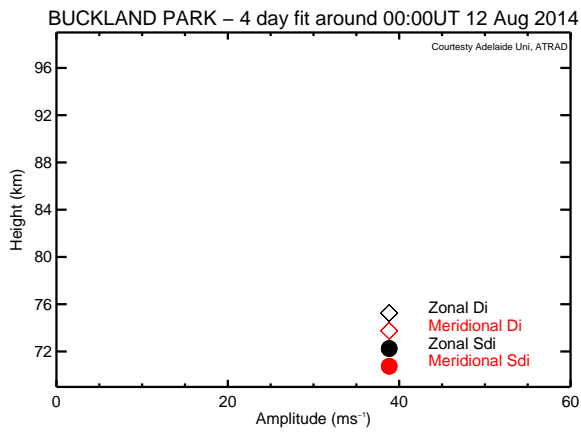 BUCKLAND PARK – 4 day fit around 00:00UT 12 Aug 2014
Courtesty Adelaide Uni, ATRAD
96
92
88
84
80
76
72
Height (km)
Zonal Di
Meridional Di
Zonal Sdi
Meridional Sdi
0 20 40 60
Amplitude (ms⁻¹)